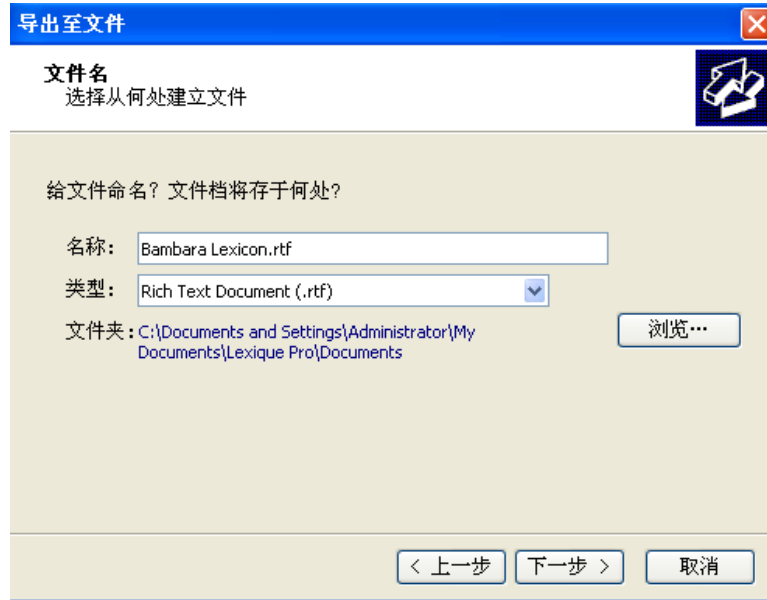 导出至文件
文件名
选择从何处建立文件
给文件命名？文件档将存于何处？
名称： Bambara Lexicon.rtf
类型： Rich Text Document (.rtf)
文件夹： C:\Documents and Settings\Administrator\My
Documents\Lexique Pro\Documents
浏览…
< 上一步 下一步 > 取消